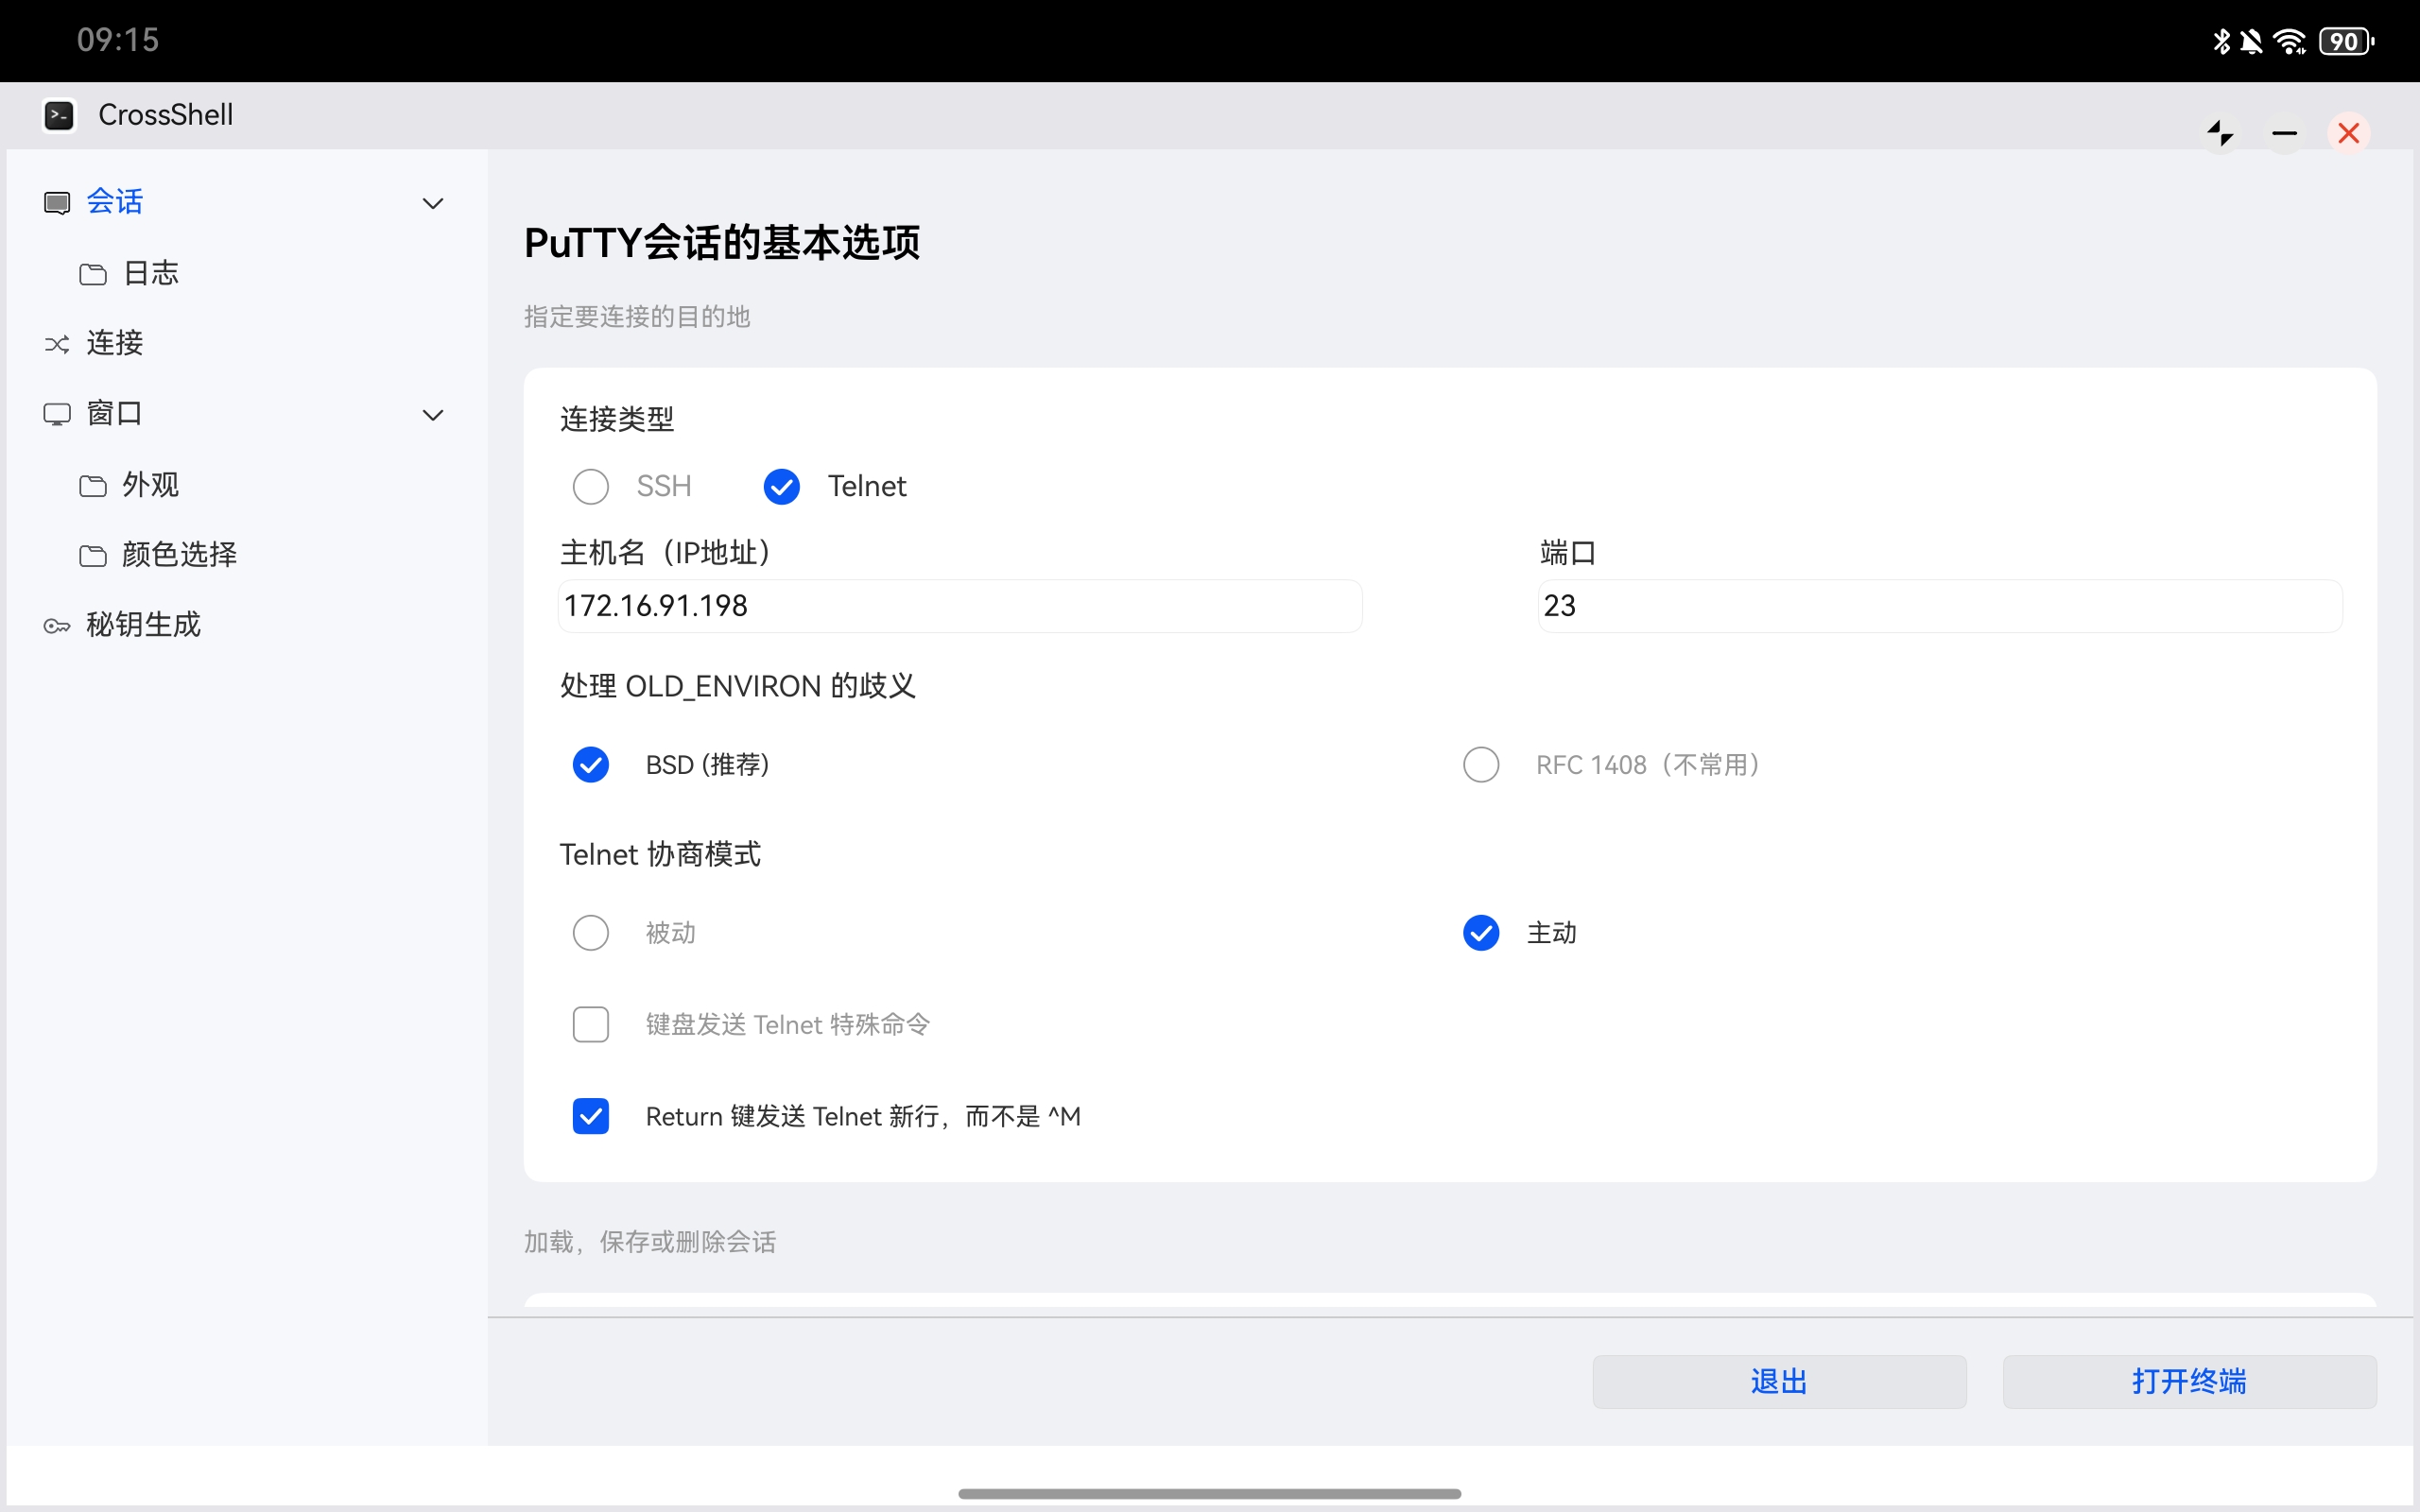 09:15
90
CrossShell
会话
日志
连接
窗口
外观
颜色选择
秘钥生成
PuTTY会话的基本选项
指定要连接的目的地
连接类型
SSH Telnet
主机名（IP地址） 端口
172.16.91.198 23
处理 OLD_ENVIRON 的歧义
BSD (推荐) RFC 1408（不常用）
Telnet 协商模式
被动 主动
键盘发送 Telnet 特殊命令
Return 键发送 Telnet 新行，而不是 ^M
加载，保存或删除会话
退出 打开终端